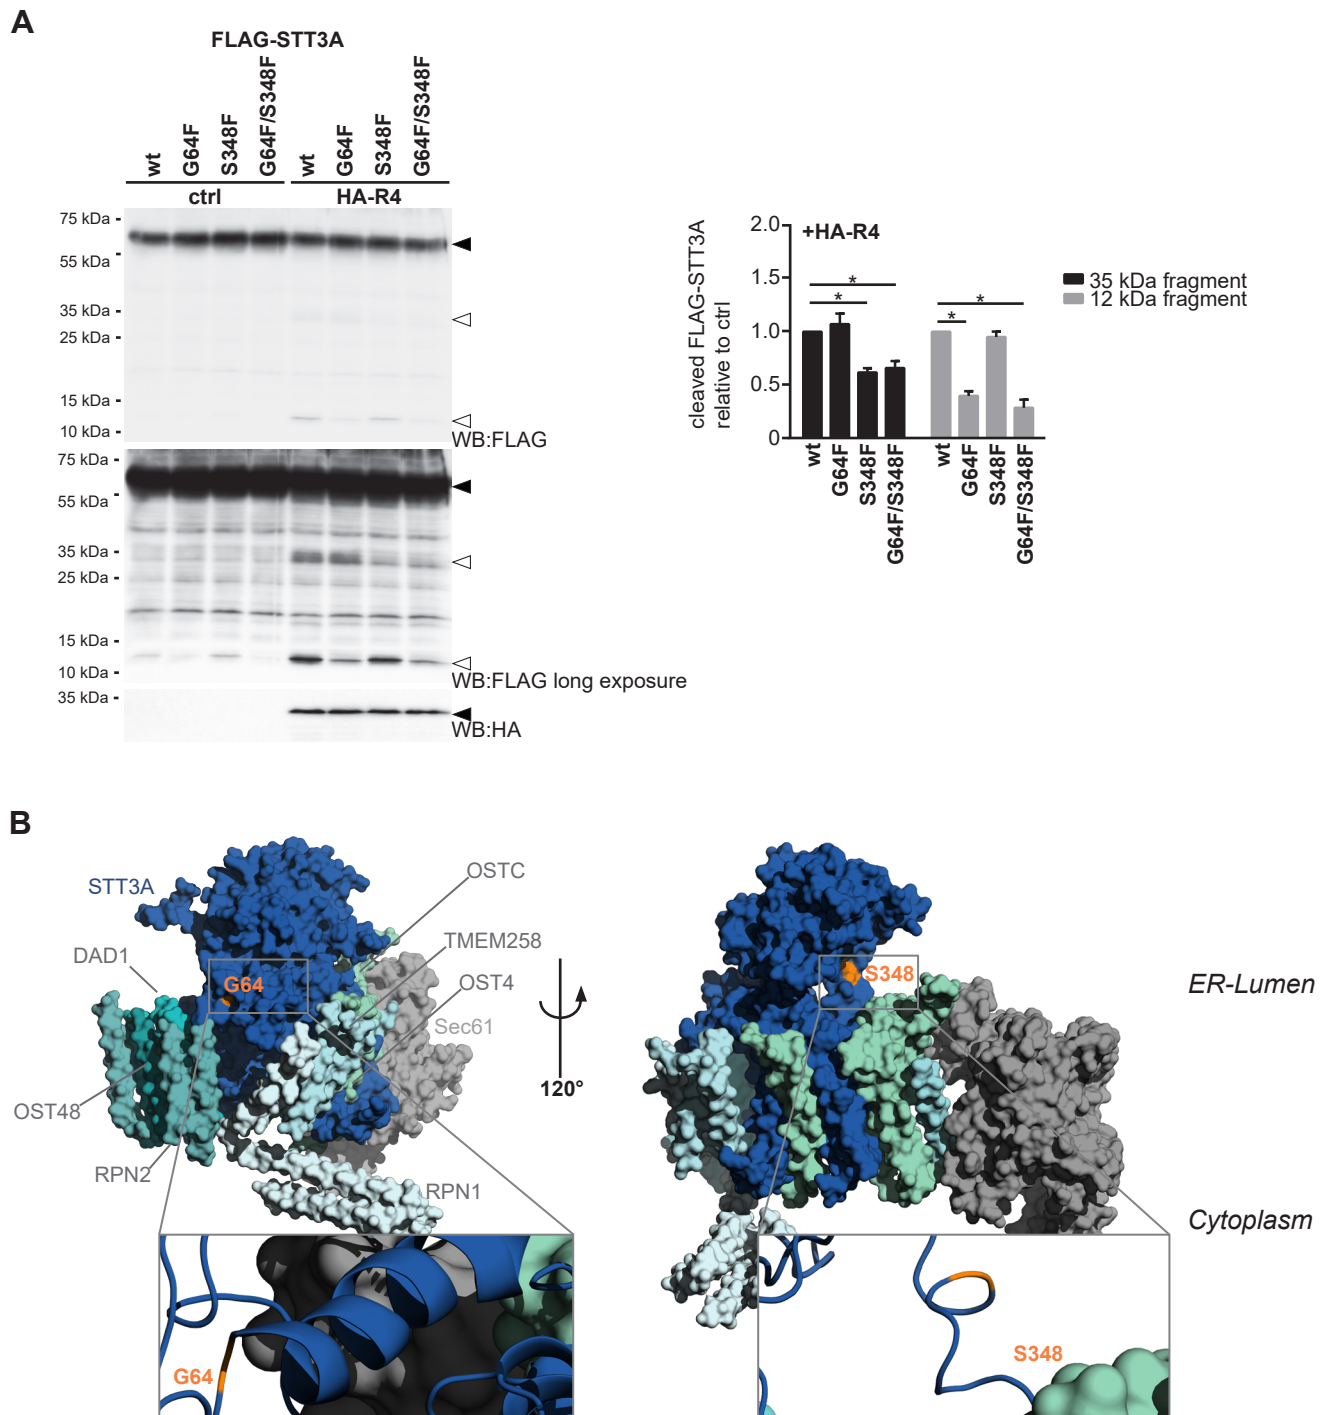 A
FLAG-STT3A
wt
G64F
S348F
G64F/S348F
wt
G64F
S348F
G64F/S348F
ctrl
HA-R4
75 kDa
55 kDa
35 kDa
25 kDa
15 kDa
10 kDa
WB:FLAG
75 kDa
55 kDa
35 kDa
25 kDa
15 kDa
10 kDa
WB:FLAG long exposure
35 kDa
WB:HA
cleaved FLAG-STT3A
relative to ctrl
2.0
1.5
1.0
0.5
0
+HA-R4
*
*
*
*
35 kDa fragment
12 kDa fragment
wt
G64F
S348F
G64F/S348F
wt
G64F
S348F
G64F/S348F
B
STT3A
OSTC
DAD1
TMEM258
G64
OST4
Sec61
OST48
RPN2
RPN1
120°
S348
ER-Lumen
Cytoplasm
G64
S348